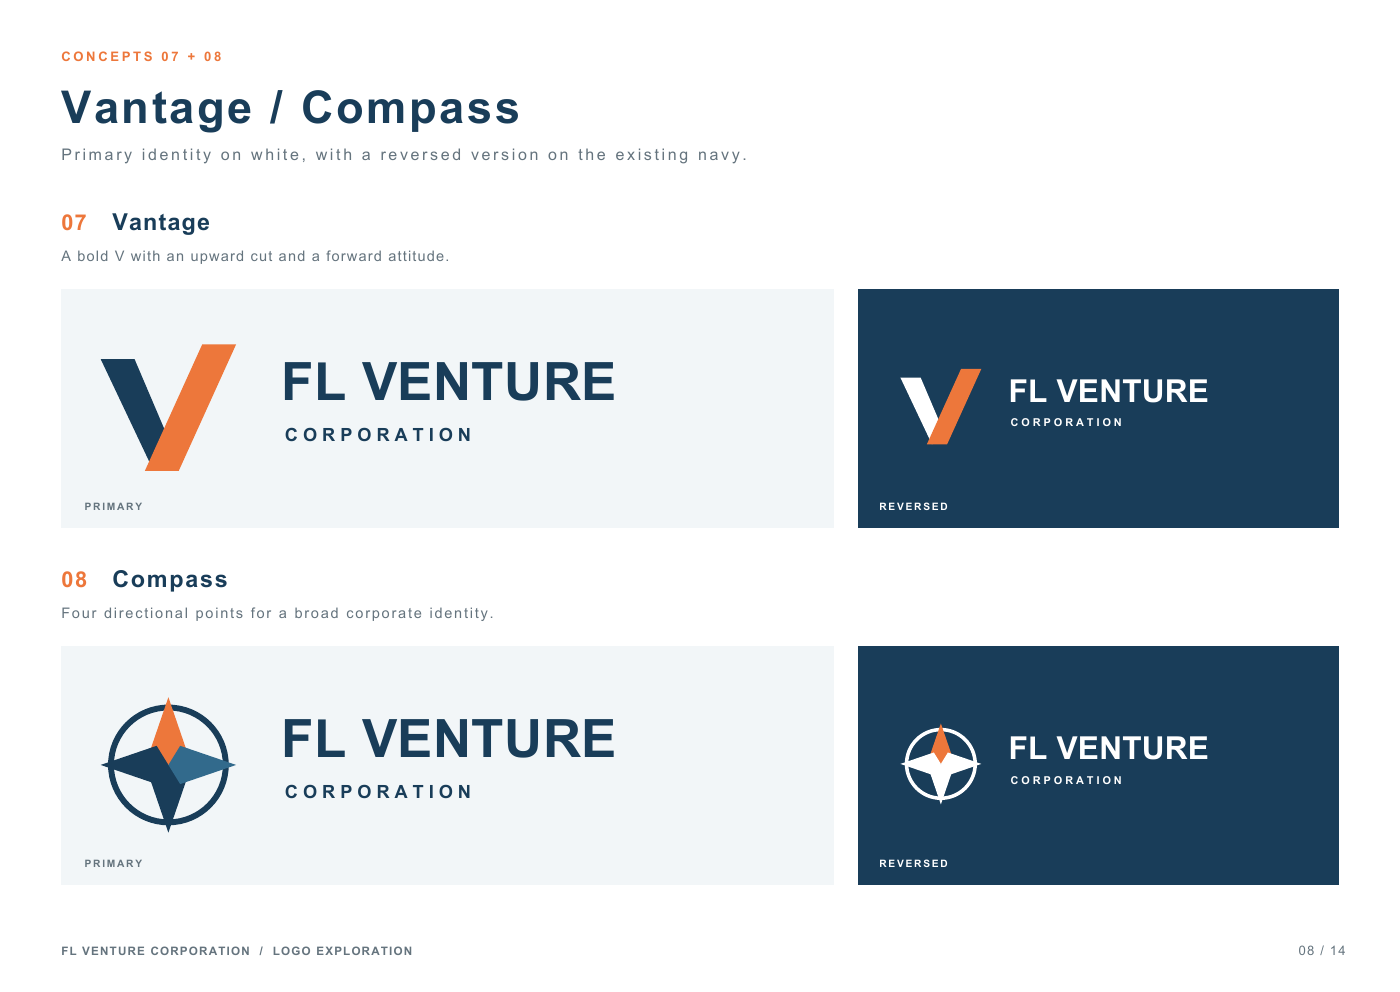 CONCEPTS 07 + 08
Vantage / Compass
Primary identity on white, with a reversed version on the existing navy.
07 Vantage
A bold V with an upward cut and a forward attitude.
FL VENTURE
CORPORATION
PRIMARY
FL VENTURE
CORPORATION
REVERSED
08 Compass
Four directional points for a broad corporate identity.
FL VENTURE
CORPORATION
PRIMARY
FL VENTURE
CORPORATION
REVERSED
FL VENTURE CORPORATION / LOGO EXPLORATION
08 / 14